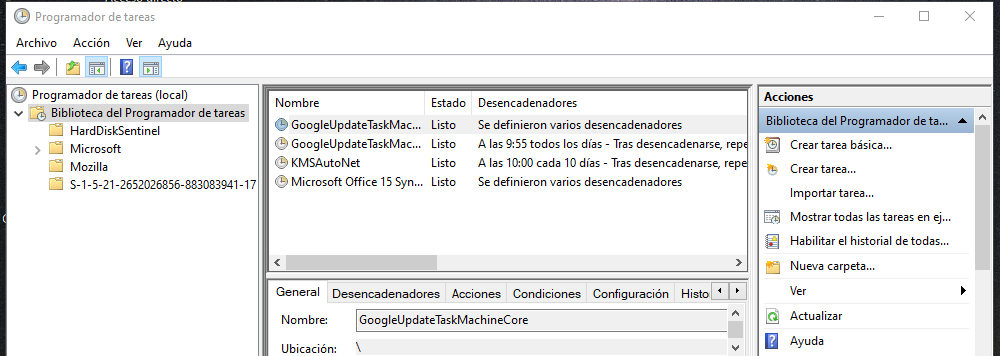 Programador de tareas
Archivo Acción Ver Ayuda
Programador de tareas (local)
Biblioteca del Programador de tareas
HardDiskSentinel
Microsoft
Mozilla
S-1-5-21-2652026856-883083941-17
Nombre Estado Desencadenadores
GoogleUpdateTaskMac... Listo Se definieron varios desencadenadores
GoogleUpdateTaskMac... Listo A las 9:55 todos los días - Tras desencadenarse, repe
KMSAutoNet Listo A las 10:00 cada 10 días - Tras desencadenarse, repe
Microsoft Office 15 Syn... Listo Se definieron varios desencadenadores
General Desencadenadores Acciones Condiciones Configuración Histo
Nombre: GoogleUpdateTaskMachineCore
Ubicación: \
Acciones
Biblioteca del Programador de ta...
Crear tarea básica...
Crear tarea...
Importar tarea...
Mostrar todas las tareas en ej...
Habilitar el historial de todas...
Nueva carpeta...
Ver
Actualizar
Ayuda